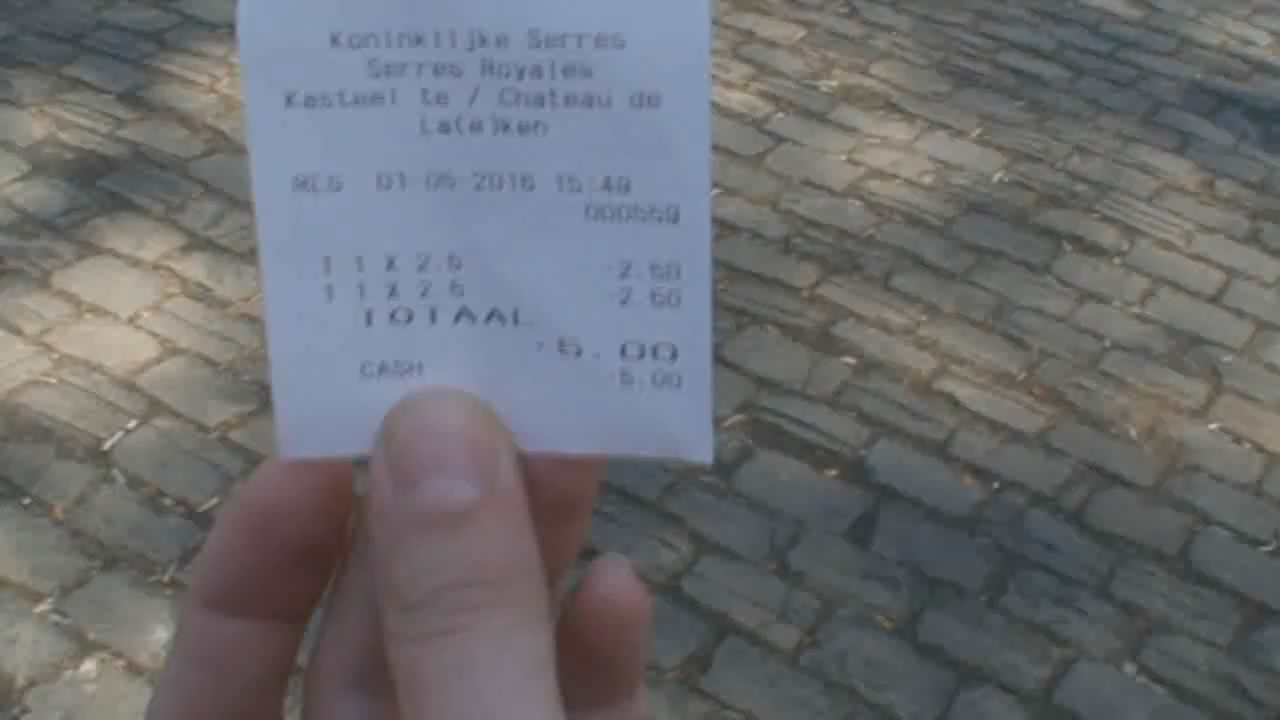 Koninklijke Serres
Serres Royales
Kasteel te / Chateau de
La(e)ken
REG 01-05-2016 15:49
000559
1 1 X 2.5 ·2.50
1 1 X 2.5 ·2.50
TOTAAL
·5.00
CASH ·5.00